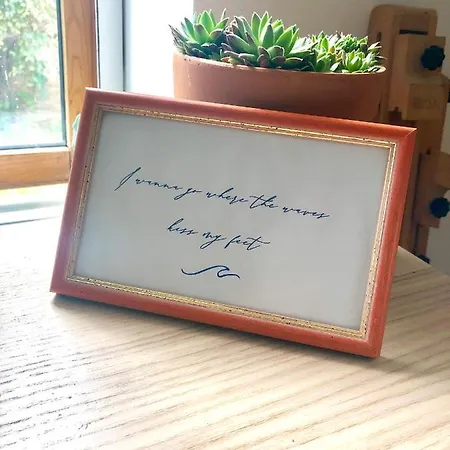 I wanna go where the waves
kiss my feet